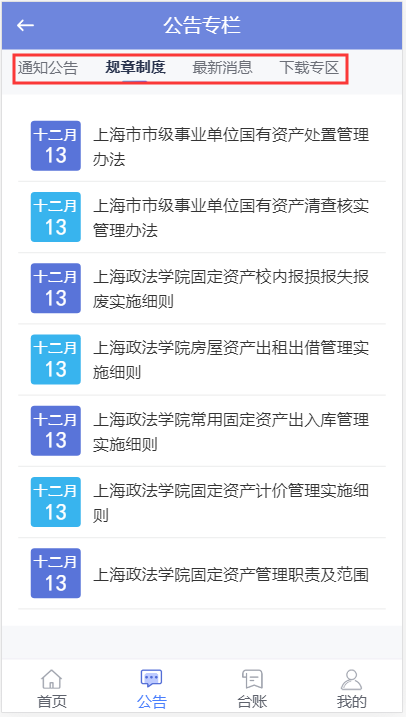 公告专栏
通知公告 规章制度 最新消息 下载专区
十二月
13
上海市市级事业单位国有资产处置管理
办法
十二月
13
上海市市级事业单位国有资产清查核实
管理办法
十二月
13
上海政法学院固定资产校内报损报失报
废实施细则
十二月
13
上海政法学院房屋资产出租出借管理实
施细则
十二月
13
上海政法学院常用固定资产出入库管理
实施细则
十二月
13
上海政法学院固定资产计价管理实施细
则
十二月
13
上海政法学院固定资产管理职责及范围
首页 公告 台账 我的